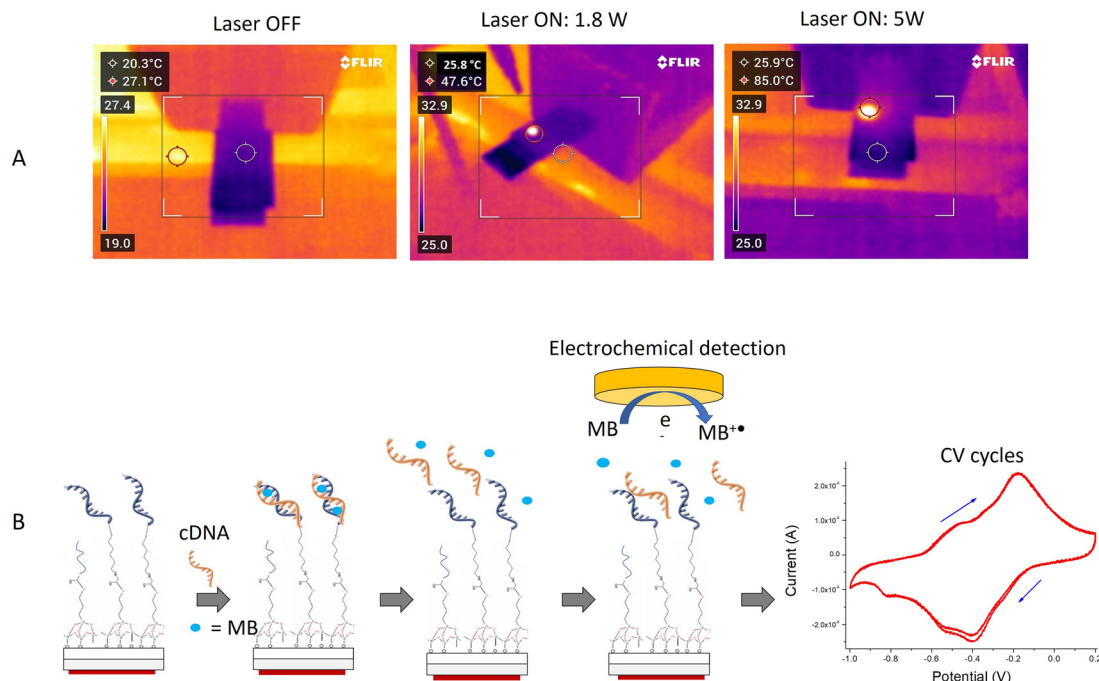 A
Laser OFF
20.3°C
27.1°C
FLIR
27.4
19.0
Laser ON: 1.8 W
25.8°C
47.6°C
FLIR
32.9
25.0
Laser ON: 5W
25.9°C
85.0°C
FLIR
32.9
25.0
B
cDNA
= MB
Electrochemical detection
MB
e
-
MB+•
CV cycles
Current (A)
2.0x10⁻⁴
1.0x10⁻⁴
0.0
-1.0x10⁻⁴
-2.0x10⁻⁴
-1.0 -0.8 -0.6 -0.4 -0.2 0.0 0.2
Potential (V)